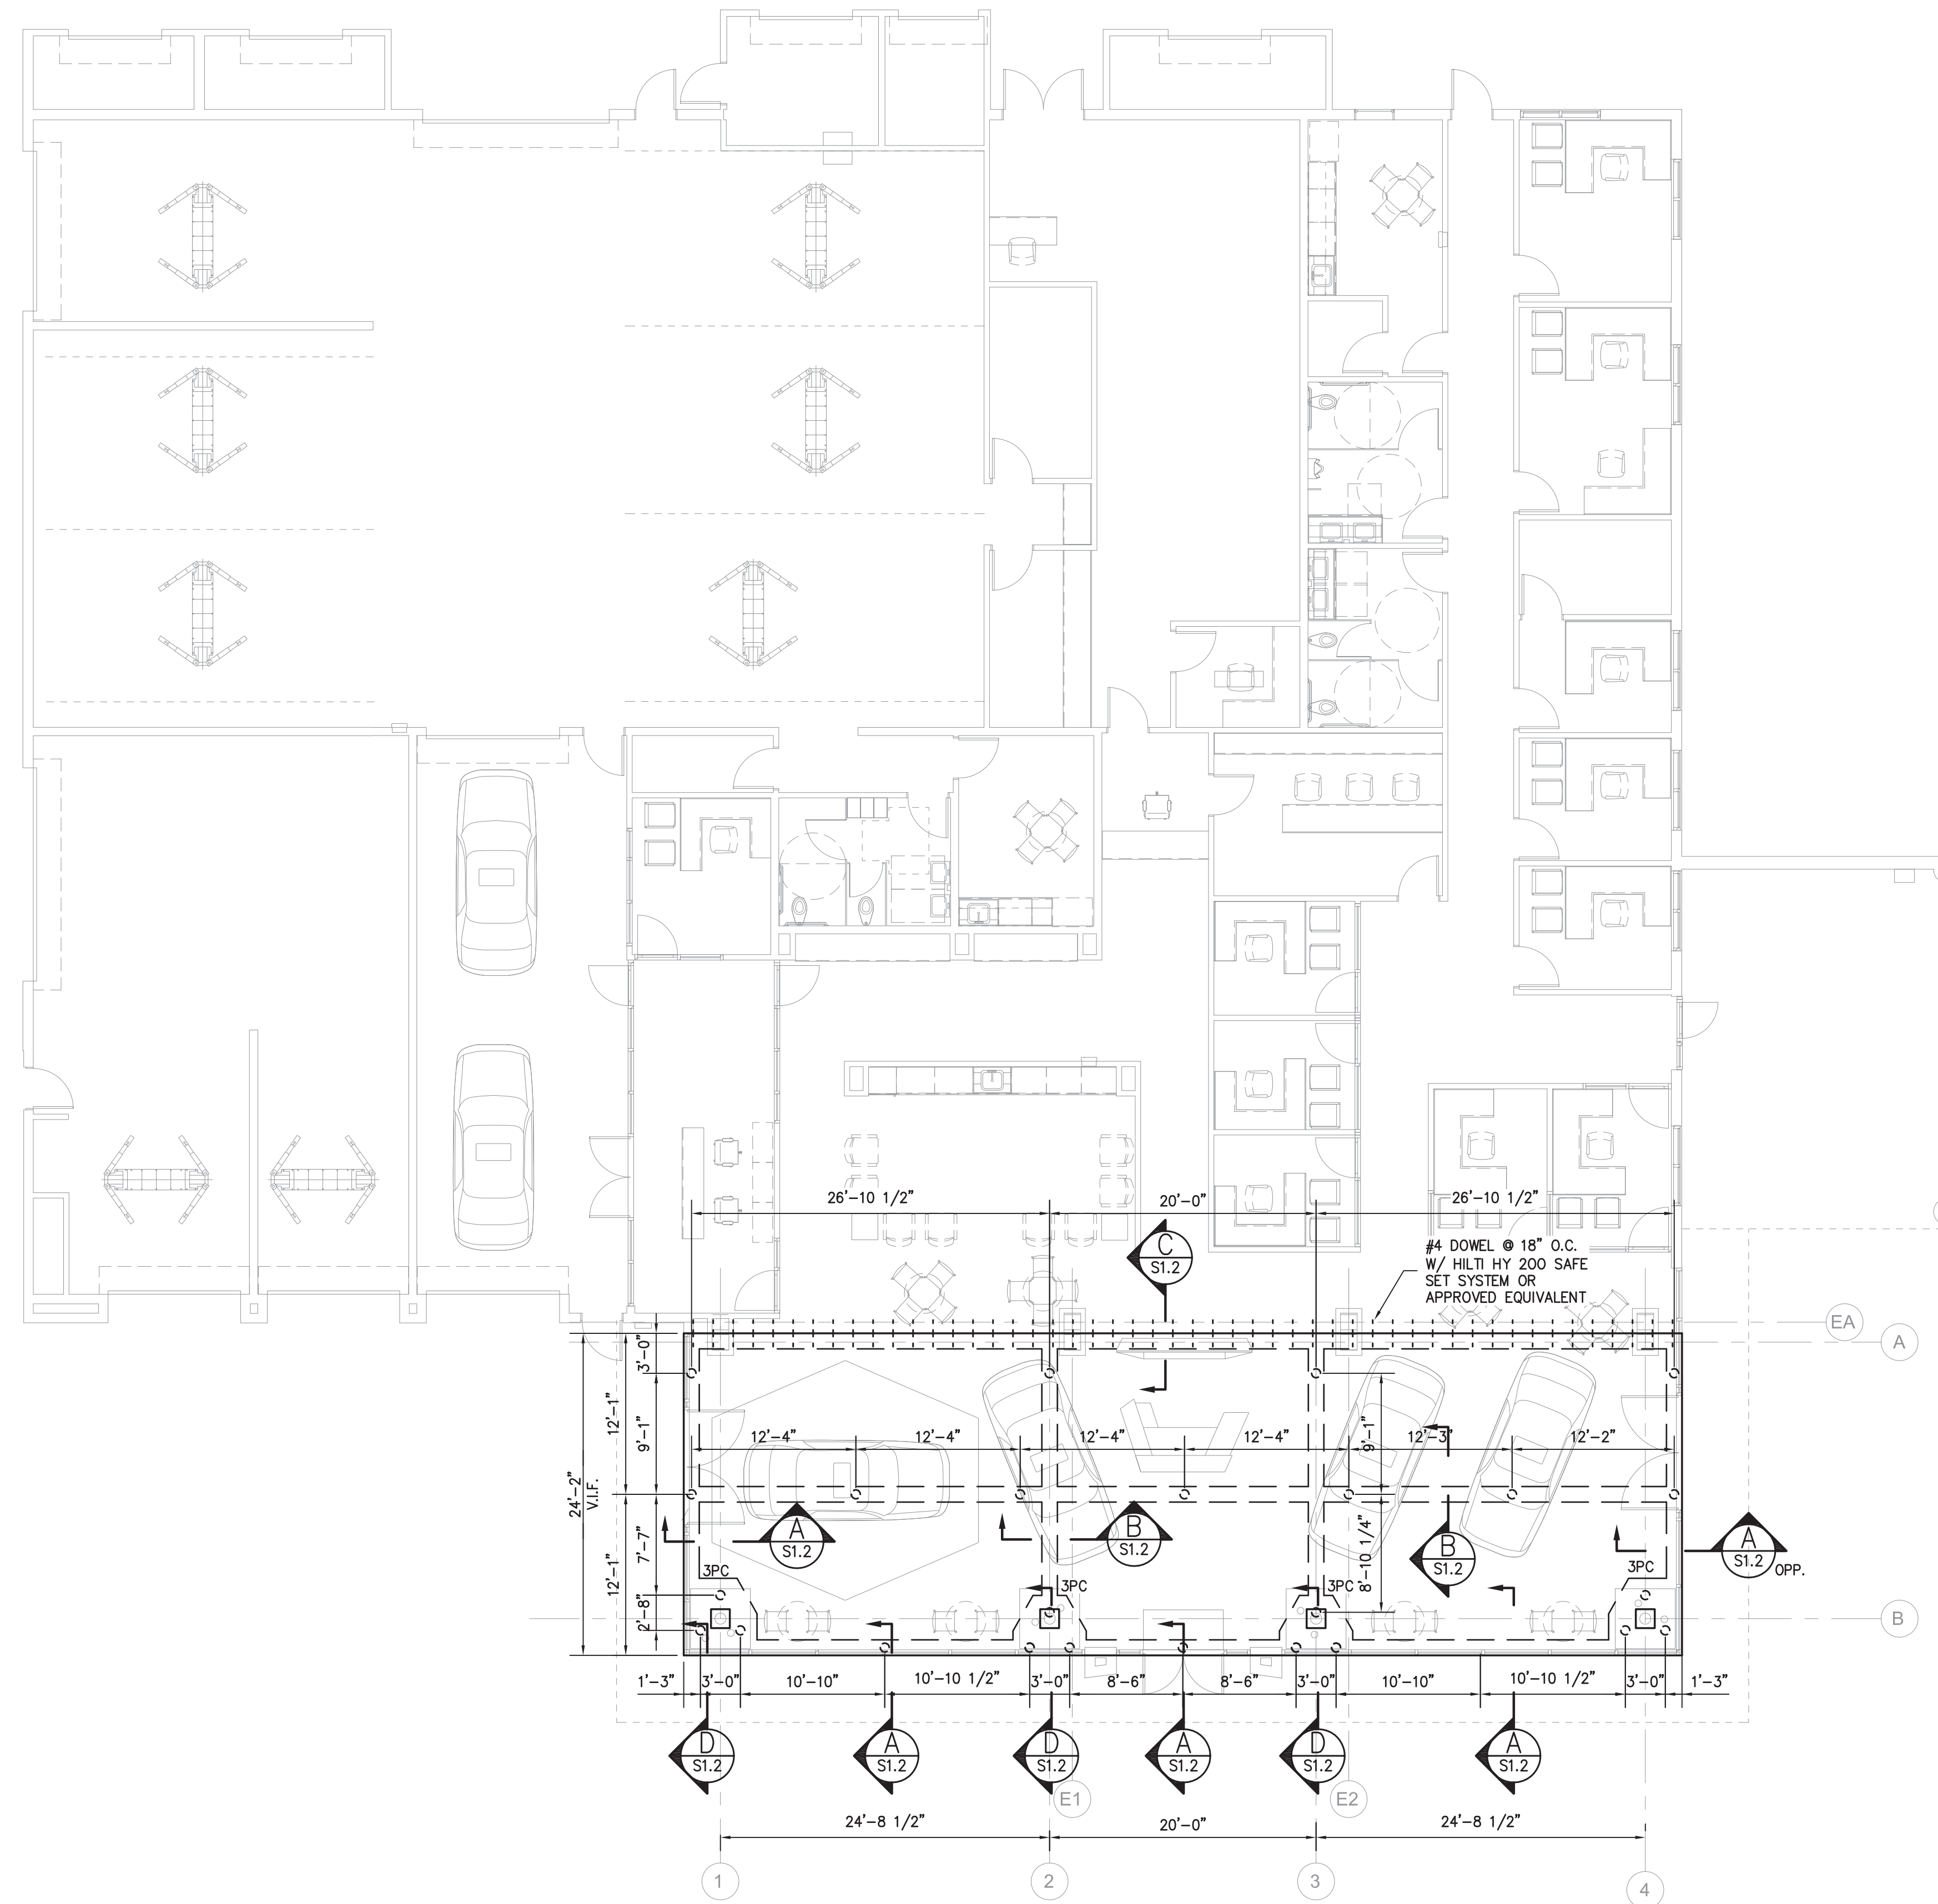 26'-10 1/2"
20'-0"
26'-10 1/2"
C
S1.2
#4 DOWEL @ 18" O.C.
W/ HILTI HY 200 SAFE
SET SYSTEM OR
APPROVED EQUIVALENT
EA
A
3'-0"
12'-1"
9'-1"
9'-1"
12'-4"
12'-4"
12'-4"
12'-4"
12'-3"
12'-2"
24'-2"
V.I.F.
A
S1.2
B
S1.2
B
S1.2
A
S1.2
OPP.
7'-7"
8'-10 1/4"
12'-1"
3PC
3PC
3PC
3PC
2'-8"
B
1'-3"
3'-0"
10'-10"
10'-10 1/2"
3'-0"
8'-6"
8'-6"
3'-0"
10'-10"
10'-10 1/2"
3'-0"
1'-3"
D
S1.2
A
S1.2
D
S1.2
A
S1.2
D
S1.2
A
S1.2
E1
E2
24'-8 1/2"
20'-0"
24'-8 1/2"
1
2
3
4